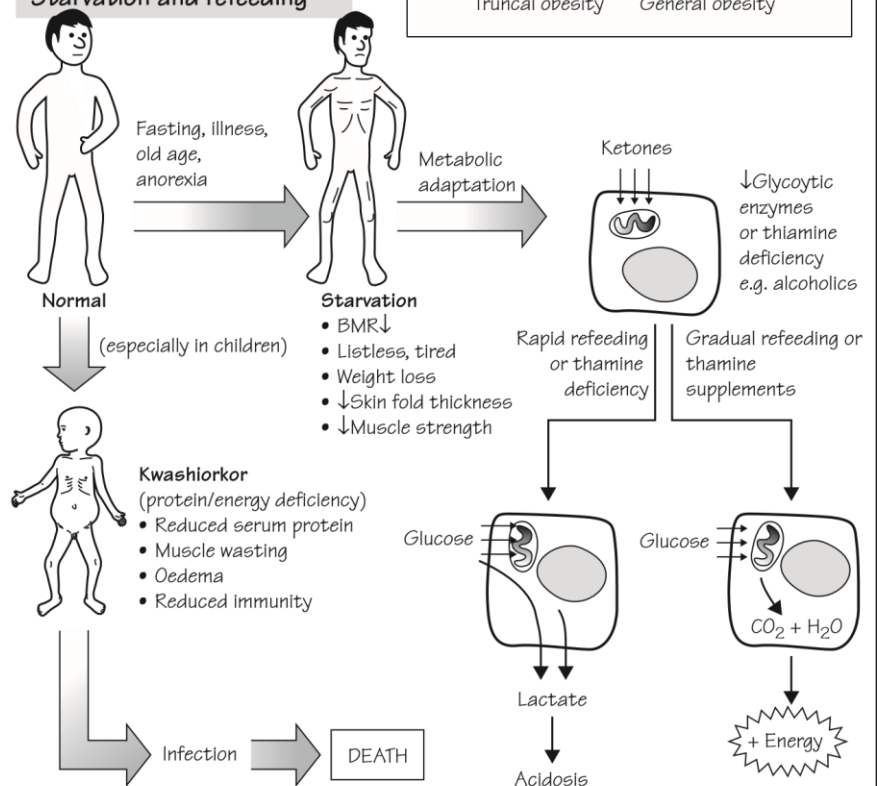 Starvation and refeeding
Truncal obesity General obesity
Fasting, illness,
old age,
anorexia
Metabolic
adaptation
Ketones
↓Glycoytic
enzymes
or thiamine
deficiency
e.g. alcoholics
Normal
(especially in children)
Starvation
• BMR↓
• Listless, tired
• Weight loss
• ↓Skin fold thickness
• ↓Muscle strength
Rapid refeeding
or thamine
deficiency
Gradual refeeding or
thamine
supplements
Kwashiorkor
(protein/energy deficiency)
• Reduced serum protein
• Muscle wasting
• Oedema
• Reduced immunity
Glucose
Lactate
Acidosis
Glucose
CO₂ + H₂O
+ Energy
Infection
DEATH